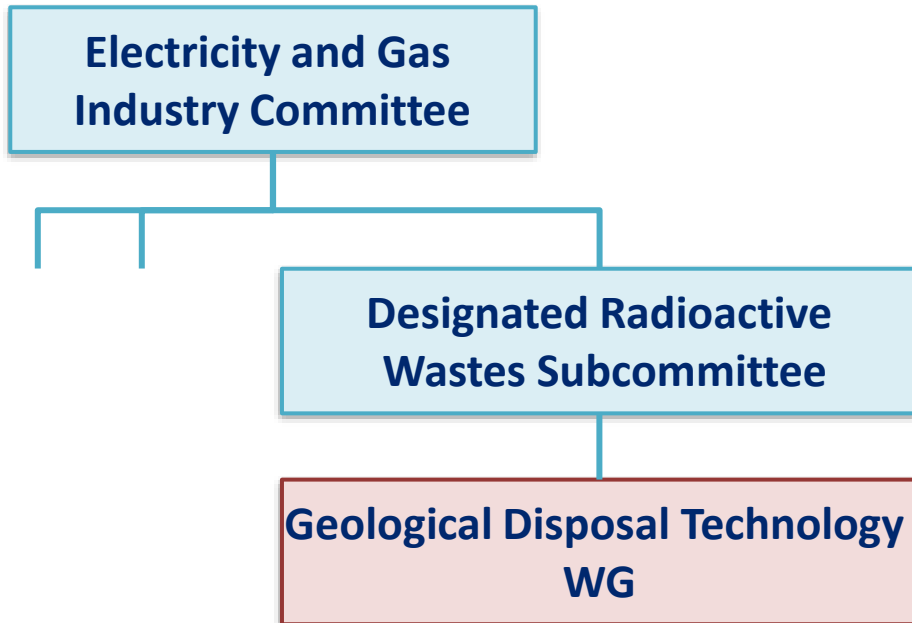 Electricity and Gas
Industry Committee
Designated Radioactive
Wastes Subcommittee
Geological Disposal Technology
WG